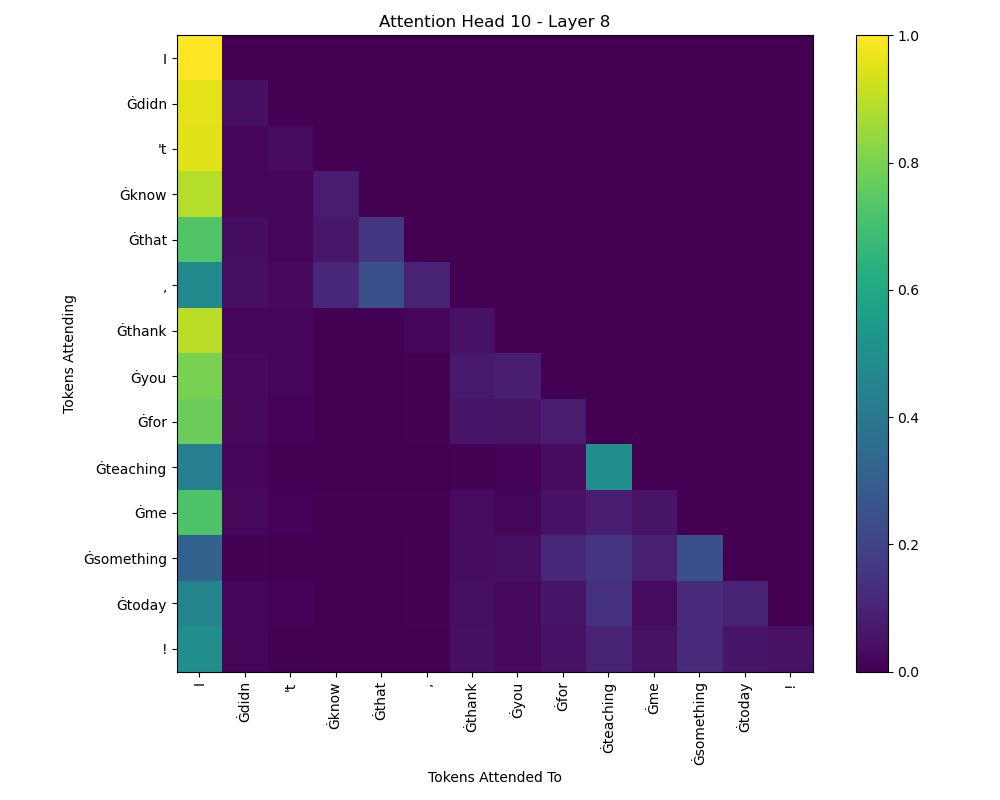 Attention Head 10 - Layer 8
Tokens Attending
I
Ġdidn
't
Ġknow
Ġthat
,
Ġthank
Ġyou
Ġfor
Ġteaching
Ġme
Ġsomething
Ġtoday
!
I
Ġdidn
't
Ġknow
Ġthat
,
Ġthank
Ġyou
Ġfor
Ġteaching
Ġme
Ġsomething
Ġtoday
!
Tokens Attended To
1.0
0.8
0.6
0.4
0.2
0.0